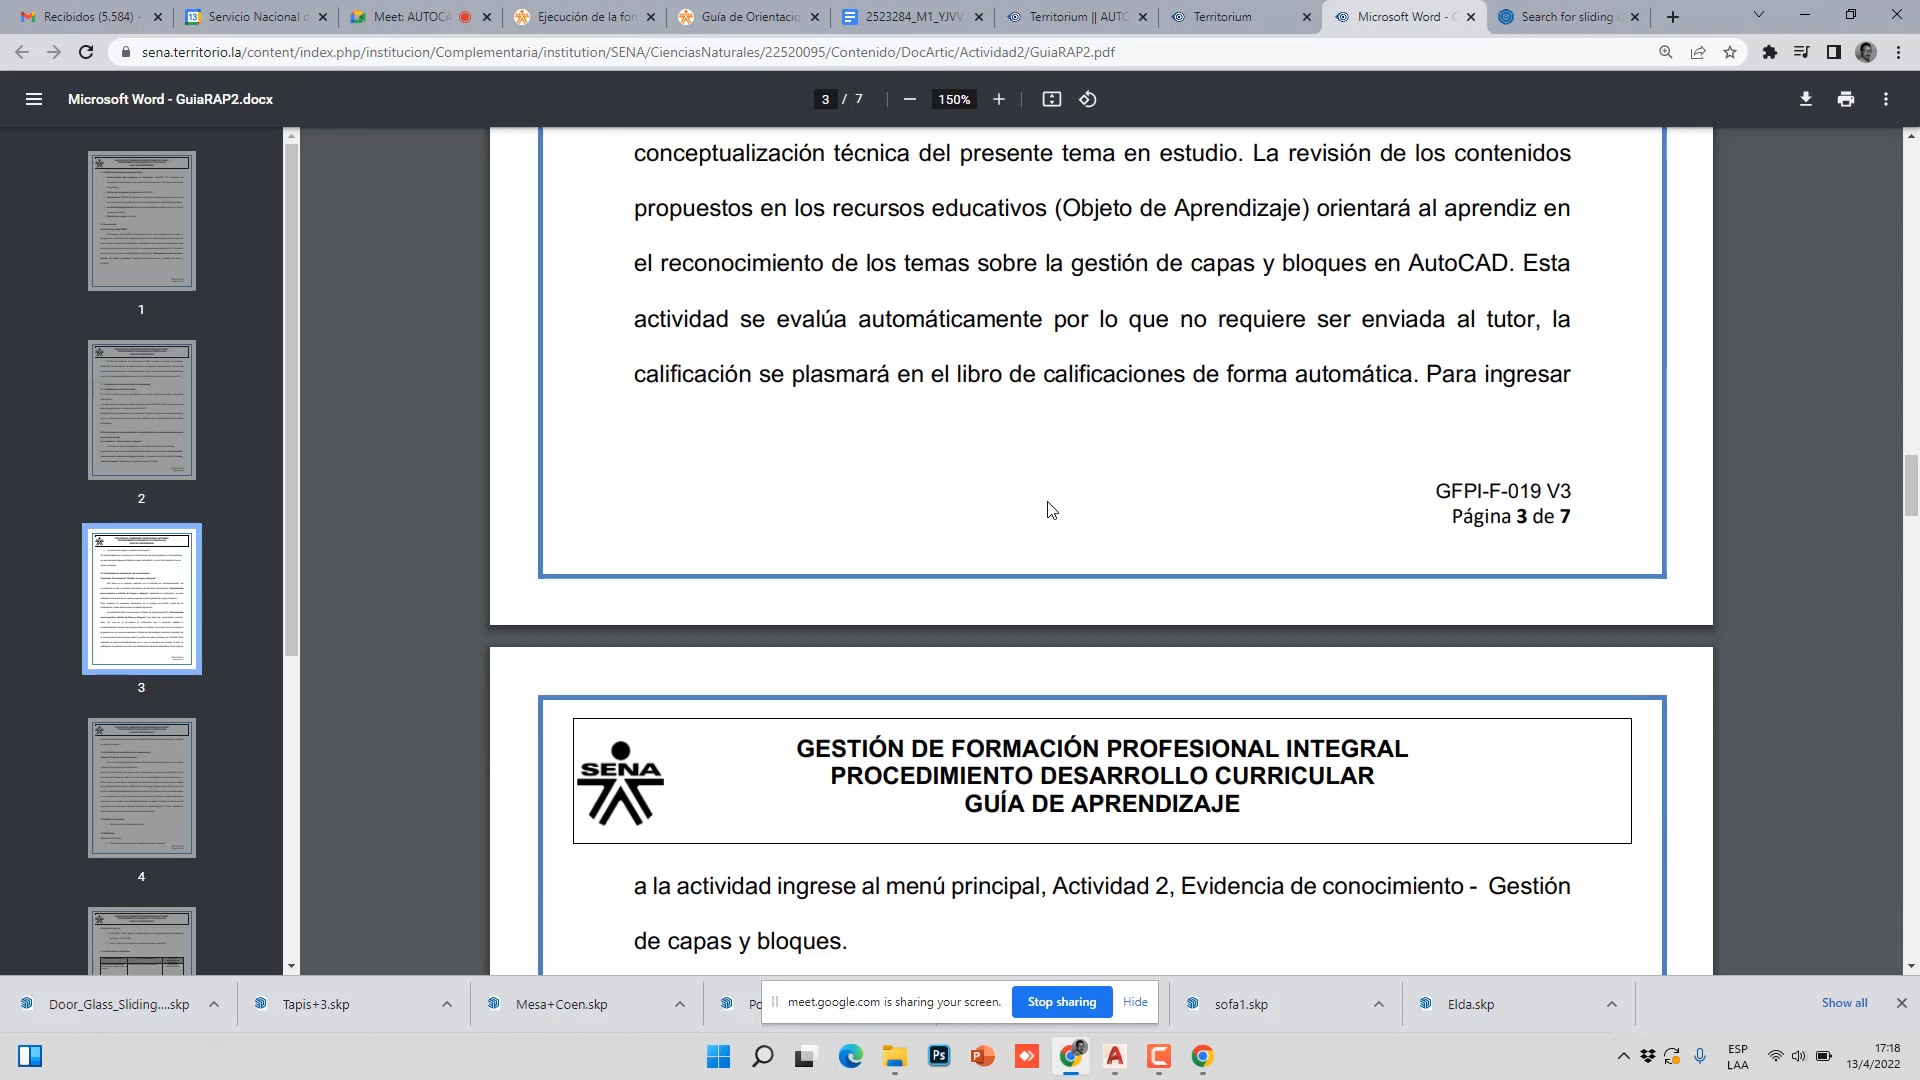 Recibidos (5.584) -
Servicio Nacional d
Meet: AUTOCA
Ejecución de la for
Guía de Orientacio
2523284_M1_YJVV
Territorium || AUTO
Territorium
Microsoft Word -
Search for sliding
sena.territorio.la/content/index.php/institucion/Complementaria/institution/SENA/CienciasNaturales/22520095/Contenido/DocArtic/Actividad2/GuiaRAP2.pdf
Microsoft Word - GuiaRAP2.docx
3 / 7
150%
1
2
3
4
conceptualización técnica del presente tema en estudio. La revisión de los contenidos
propuestos en los recursos educativos (Objeto de Aprendizaje) orientará al aprendiz en
el reconocimiento de los temas sobre la gestión de capas y bloques en AutoCAD. Esta
actividad se evalúa automáticamente por lo que no requiere ser enviada al tutor, la
calificación se plasmará en el libro de calificaciones de forma automática. Para ingresar
GFPI-F-019 V3
Página 3 de 7
SENA
GESTIÓN DE FORMACIÓN PROFESIONAL INTEGRAL
PROCEDIMIENTO DESARROLLO CURRICULAR
GUÍA DE APRENDIZAJE
a la actividad ingrese al menú principal, Actividad 2, Evidencia de conocimiento - Gestión
de capas y bloques.
Door_Glass_Sliding....skp
Tapis+3.skp
Mesa+Coen.skp
Po
meet.google.com is sharing your screen.
Stop sharing
Hide
sofa1.skp
Elda.skp
Show all
Ps
ESP
LAA
17:18
13/4/2022